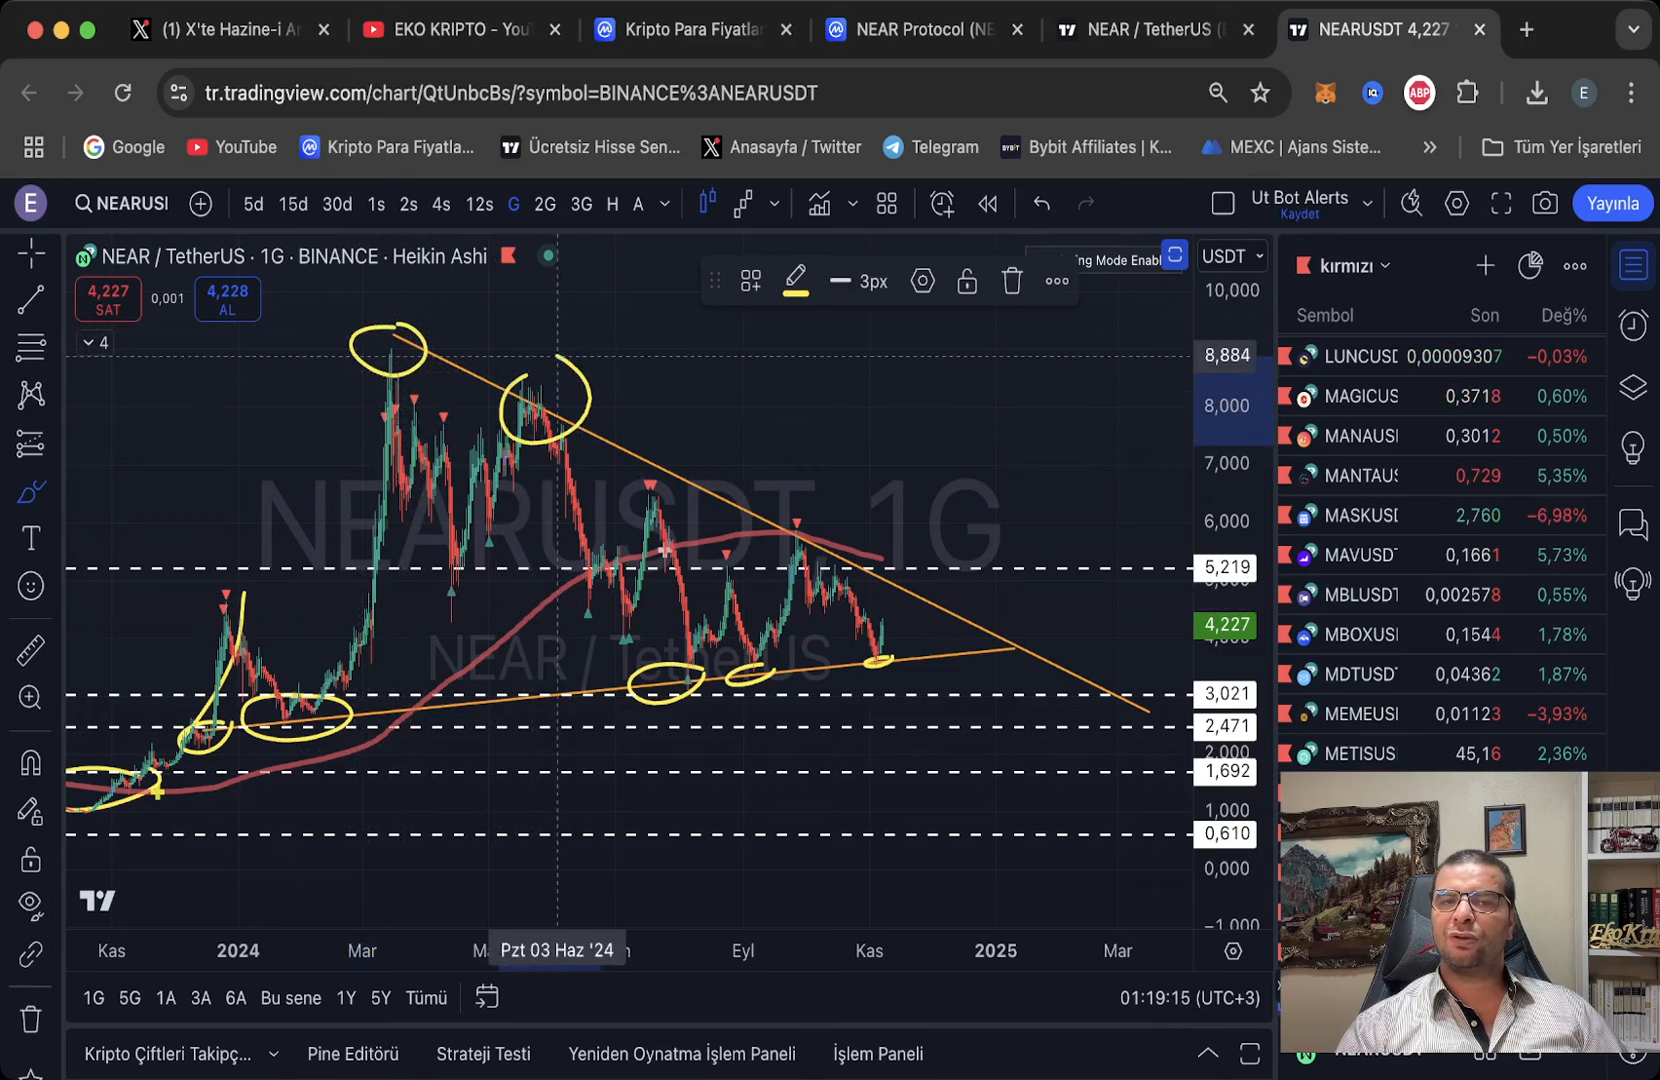 (1) X'te Hazine-i A
EKO KRIPTO - You
Kripto Para Fiyatlar
NEAR Protocol (NE
NEAR / TetherUS (
NEARUSDT 4,227
tr.tradingview.com/chart/QtUnbcBs/?symbol=BINANCE%3ANEARUSDT
ABP
E
Google
YouTube
Kripto Para Fiyatla...
Ücretsiz Hisse Sen...
Anasayfa / Twitter
Telegram
BYBIT
Bybit Affiliates | K...
MEXC | Ajans Siste...
Tüm Yer İşaretleri
E
NEARUSI
5d 15d 30d 1s 2s 4s 12s G 2G 3G H A
Ut Bot Alerts
Kaydet
Yayınla
NEAR / TetherUS · 1G · BINANCE · Heikin Ashi
4,227
SAT
0,001
4,228
AL
4
3px
ing Mode Enabl
USDT
10,000
8,884
8,000
7,000
6,000
5,219
4,227
3,021
2,471
2,000
1,692
1,000
0,610
0,000
-1,000
NEARUSDT, 1G
NEAR / TetherUS
Kas
2024
Mar
Pzt 03 Haz '24
Eyl
Kas
2025
Mar
kırmızı
Sembol Son Değ%
LUNCUSD 0,00009307 −0,03%
MAGICUS 0,3718 0,60%
MANAUSI 0,3012 0,50%
MANTAUS 0,729 5,35%
MASKUSD 2,760 −6,98%
MAVUSDT 0,1661 5,73%
MBLUSDT 0,002578 0,55%
MBOXUSI 0,1544 1,78%
MDTUSDT 0,04362 1,87%
MEMEUSI 0,01123 −3,93%
METISUS 45,16 2,36%
1G 5G 1A 3A 6A Bu sene 1Y 5Y Tümü
01:19:15 (UTC+3)
Kripto Çiftleri Takipç...
Pine Editörü
Strateji Testi
Yeniden Oynatma İşlem Paneli
İşlem Paneli